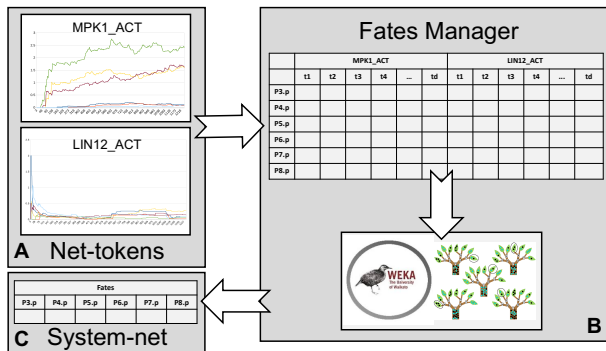 MPK1_ACT
LIN12_ACT
A Net-tokens
Fates Manager
MPK1_ACT LIN12_ACT
t1 t2 t3 t4 ... td t1 t2 t3 t4 ... td
P3.p
P4.p
P5.p
P6.p
P7.p
P8.p
WEKA
The University
of Waikato
B
Fates
P3.p P4.p P5.p P6.p P7.p P8.p
C System-net